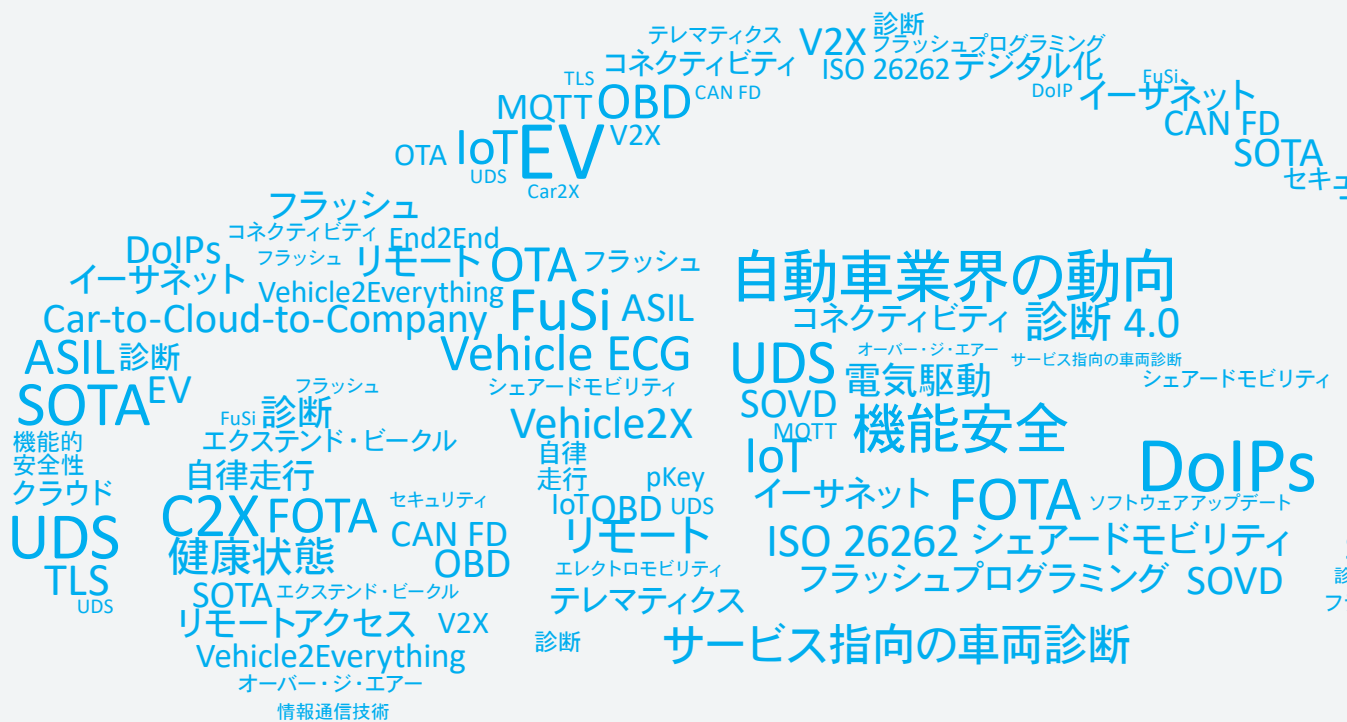 診断
テレマティクス V2X フラッシュプログラミング
コネクティビティ ISO 26262 デジタル化
TLS MQTT OBD CAN FD
FuSi
DoIP イーサネット
CAN FD
SOTA
セキュ
OTA IoT EV V2X
UDS Car2X
フラッシュ
コネクティビティ End2End
DoIPs フラッシュ リモート OTA フラッシュ
イーサネット Vehicle2Everything
Car-to-Cloud-to-Company FuSi ASIL
自動車業界の動向
コネクティビティ 診断 4.0
ASIL 診断 Vehicle ECG
UDS オーバー・ジ・エアー サービス指向の車両診断
電気駆動 シェアードモビリティ
SOTA EV フラッシュ シェアードモビリティ
SOVD
FuSi 診断 Vehicle2X MQTT 機能安全
機能的
安全性
エクステンド・ビークル
自律
走行
IoT DoIPs
クラウド 自律走行 pKey
イーサネット FOTA ソフトウェアアップデート
C2X FOTA セキュリティ IoT OBD UDS
UDS CAN FD リモート
ISO 26262 シェアードモビリティ
健康状態 OBD
TLS エレクトロモビリティ フラッシュプログラミング SOVD
UDS SOTA エクステンド・ビークル テレマティクス
リモートアクセス V2X
診断 サービス指向の車両診断
Vehicle2Everything
オーバー・ジ・エアー
情報通信技術